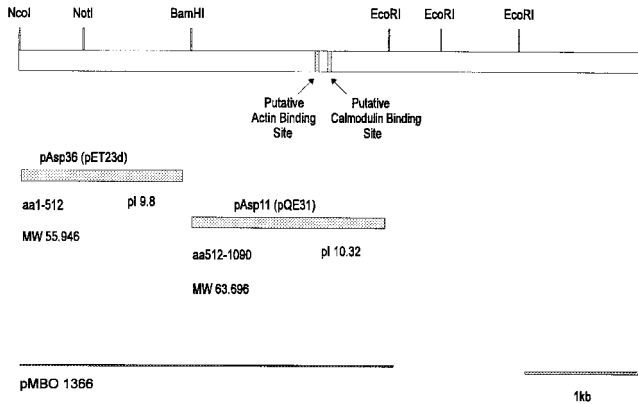 NcoI NotI BamHI EcoRI EcoRI EcoRI
Putative
Actin Binding
Site
Putative
Calmodulin Binding
Site
pAsp36 (pET23d)
aa1-512 pI 9.8
MW 55.946
pAsp11 (pQE31)
aa512-1090 pI 10.32
MW 63.696
pMBO 1366
1kb